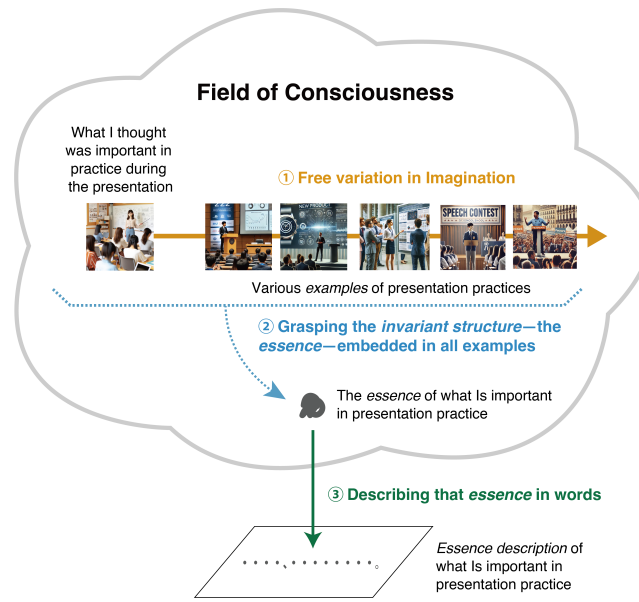 Field of Consciousness
What I thought
was important in
practice during
the presentation
① Free variation in Imagination
NEW PRODUCT
SPEECH CONTEST
Various examples of presentation practices
② Grasping the invariant structure—the
essence—embedded in all examples
The essence of what Is important
in presentation practice
③ Describing that essence in words
Essence description of
what Is important in
presentation practice